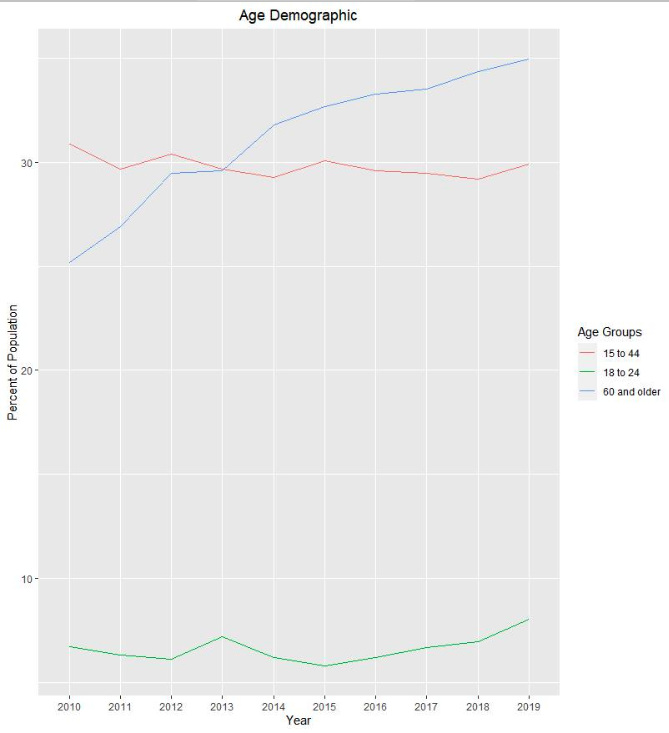 Age Demographic
30
20
10
Percent of Population
2010 2011 2012 2013 2014 2015 2016 2017 2018 2019
Year
Age Groups
15 to 44
18 to 24
60 and older